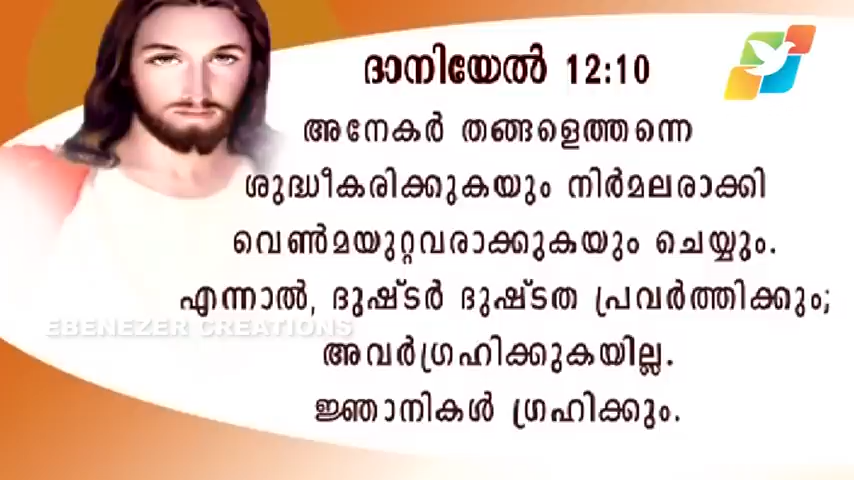 ദാനിയേൽ 12:10
അനേകർ തങ്ങളെത്തന്നെ
ശുദ്ധീകരിക്കുകയും നിർമലരാക്കി
വെൺമയുറ്റവരാക്കുകയും ചെയ്യും.
എന്നാൽ, ദുഷ്ടർ ദുഷ്ടത പ്രവർത്തിക്കും;
EBENEZER CREATIONS
അവർഗ്രഹിക്കുകയില്ല.
ജ്ഞാനികൾ ഗ്രഹിക്കും.